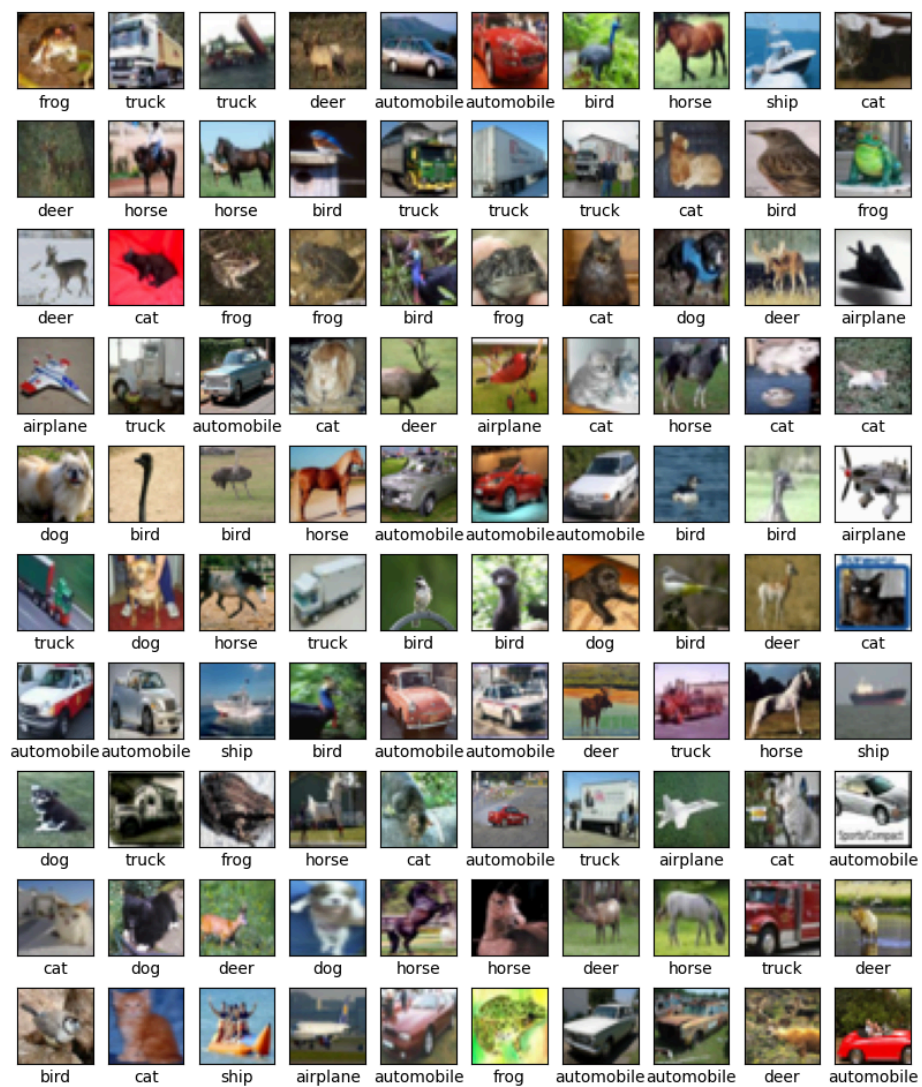 frog truck truck deer automobile automobile bird horse ship cat
deer horse horse bird truck truck truck cat bird frog
deer cat frog frog bird frog cat dog deer airplane
airplane truck automobile cat deer airplane cat horse cat cat
dog bird bird horse automobile automobile automobile bird bird airplane
truck dog horse truck bird bird dog bird deer cat
automobile automobile ship bird automobile automobile deer truck horse ship
Sports/Compact
dog truck frog horse cat automobile truck airplane cat automobile
cat dog deer dog horse horse deer horse truck deer
bird cat ship airplane automobile frog automobile automobile deer automobile